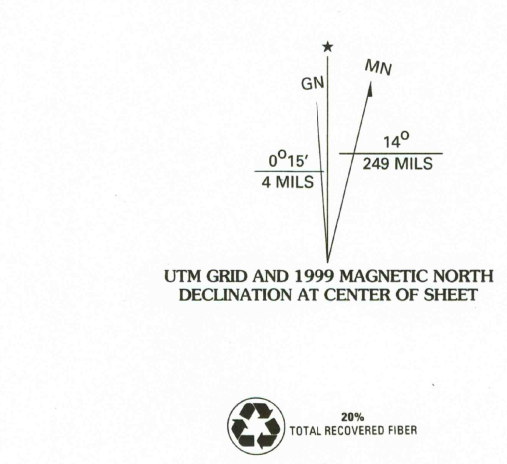 ★
GN
MN
0°15′
4 MILS
14°
249 MILS
UTM GRID AND 1999 MAGNETIC NORTH
DECLINATION AT CENTER OF SHEET
20%
TOTAL RECOVERED FIBER